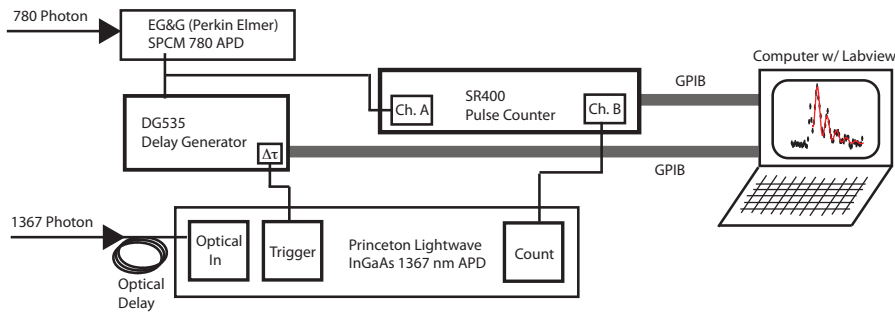 780 Photon
EG&G (Perkin Elmer)
SPCM 780 APD
Computer w/ Labview
GPIB
SR400
Pulse Counter
Ch. A
Ch. B
DG535
Delay Generator
Δτ
GPIB
1367 Photon
Optical
In
Trigger
Princeton Lightwave
InGaAs 1367 nm APD
Count
Optical
Delay